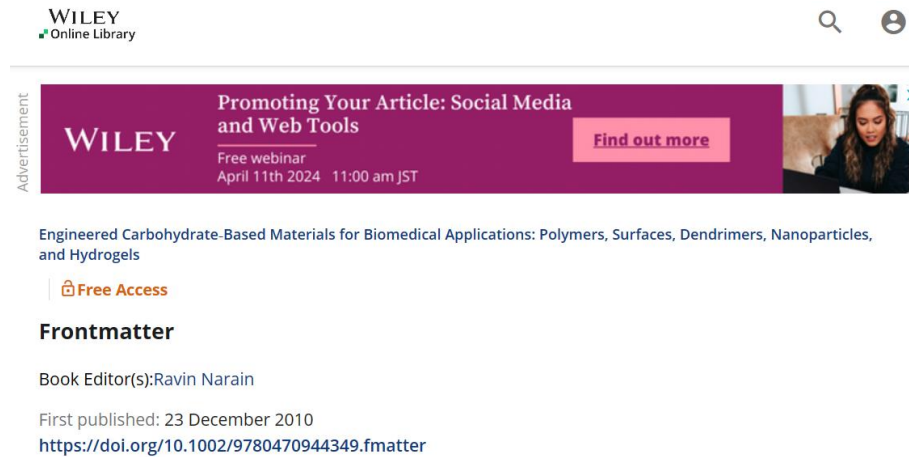 WILEY
Online Library
Advertisement
WILEY
Promoting Your Article: Social Media
and Web Tools
Free webinar
April 11th 2024 11:00 am JST
Find out more
Engineered Carbohydrate‐Based Materials for Biomedical Applications: Polymers, Surfaces, Dendrimers, Nanoparticles,
and Hydrogels
Free Access
Frontmatter
Book Editor(s):Ravin Narain
First published: 23 December 2010
https://doi.org/10.1002/9780470944349.fmatter